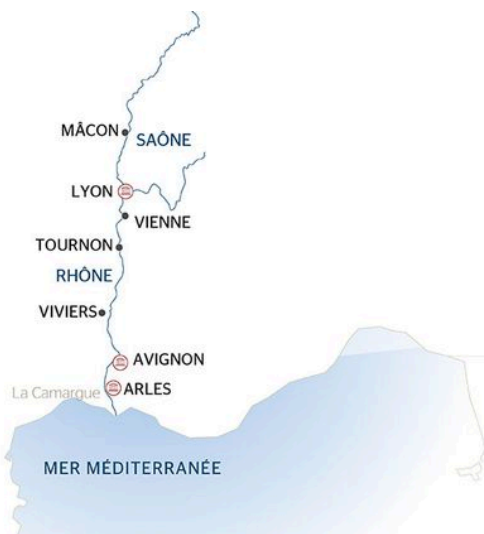 MÂCON
SAÔNE
LYON
VIENNE
TOURNON
RHÔNE
VIVIERS
AVIGNON
ARLES
La Camargue
MER MÉDITERRANÉE